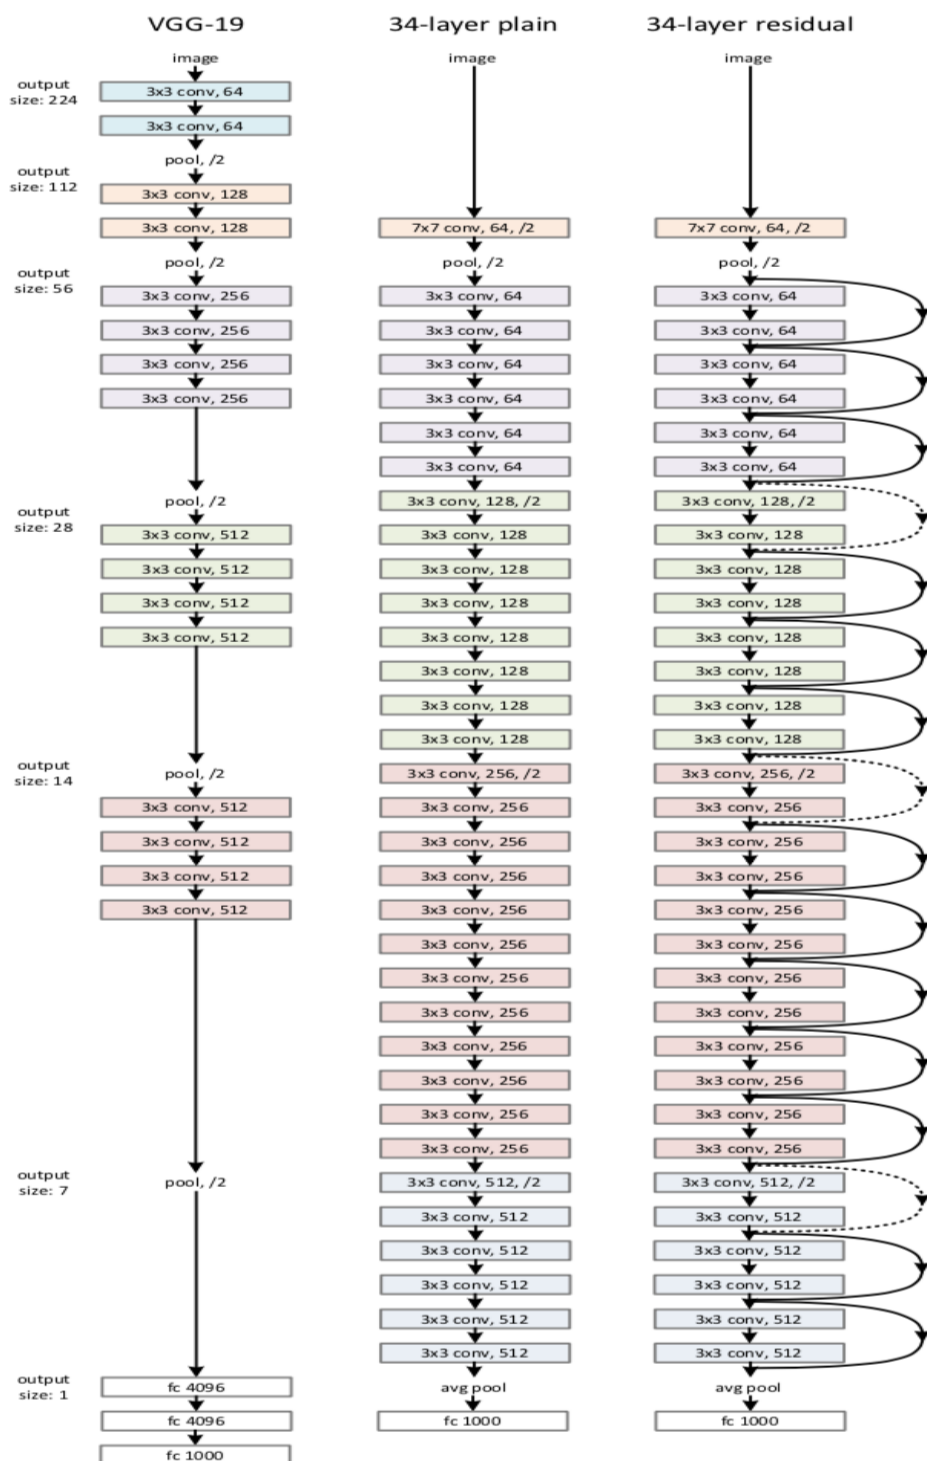 VGG-19
34-layer plain
34-layer residual
output
size: 224
output
size: 112
output
size: 56
output
size: 28
output
size: 14
output
size: 7
output
size: 1
image
3x3 conv, 64
3x3 conv, 64
pool, /2
3x3 conv, 128
3x3 conv, 128
pool, /2
3x3 conv, 256
3x3 conv, 256
3x3 conv, 256
3x3 conv, 256
pool, /2
3x3 conv, 512
3x3 conv, 512
3x3 conv, 512
3x3 conv, 512
pool, /2
3x3 conv, 512
3x3 conv, 512
3x3 conv, 512
3x3 conv, 512
pool, /2
fc 4096
fc 4096
fc 1000
image
7x7 conv, 64, /2
pool, /2
3x3 conv, 64
3x3 conv, 64
3x3 conv, 64
3x3 conv, 64
3x3 conv, 64
3x3 conv, 64
3x3 conv, 128, /2
3x3 conv, 128
3x3 conv, 128
3x3 conv, 128
3x3 conv, 128
3x3 conv, 128
3x3 conv, 128
3x3 conv, 128
3x3 conv, 256, /2
3x3 conv, 256
3x3 conv, 256
3x3 conv, 256
3x3 conv, 256
3x3 conv, 256
3x3 conv, 256
3x3 conv, 256
3x3 conv, 256
3x3 conv, 256
3x3 conv, 256
3x3 conv, 256
3x3 conv, 512, /2
3x3 conv, 512
3x3 conv, 512
3x3 conv, 512
3x3 conv, 512
3x3 conv, 512
avg pool
fc 1000
image
7x7 conv, 64, /2
pool, /2
3x3 conv, 64
3x3 conv, 64
3x3 conv, 64
3x3 conv, 64
3x3 conv, 64
3x3 conv, 64
3x3 conv, 128, /2
3x3 conv, 128
3x3 conv, 128
3x3 conv, 128
3x3 conv, 128
3x3 conv, 128
3x3 conv, 128
3x3 conv, 128
3x3 conv, 256, /2
3x3 conv, 256
3x3 conv, 256
3x3 conv, 256
3x3 conv, 256
3x3 conv, 256
3x3 conv, 256
3x3 conv, 256
3x3 conv, 256
3x3 conv, 256
3x3 conv, 256
3x3 conv, 256
3x3 conv, 512, /2
3x3 conv, 512
3x3 conv, 512
3x3 conv, 512
3x3 conv, 512
3x3 conv, 512
avg pool
fc 1000